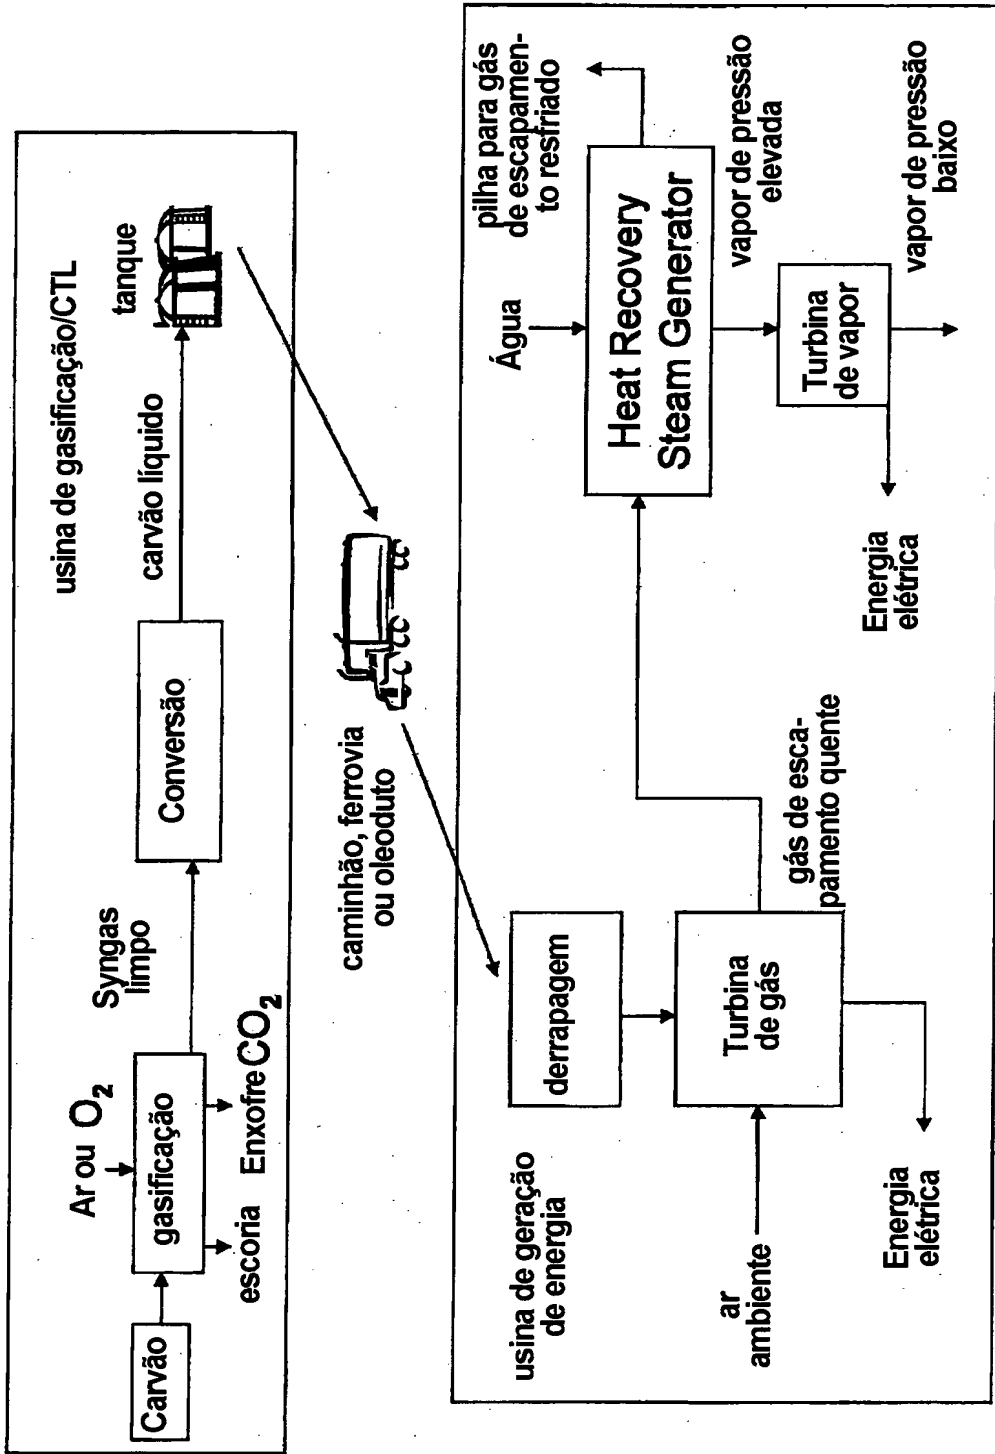 usina de gasificação/CTL
Carvão
Ar ou O₂
gasificação
escoria
Enxofre CO₂
Syngas
limpo
Conversão
carvão líquido
tanque
caminhão, ferrovia
ou oleoduto
usina de geração
de energia
derrapagem
ar
ambiente
Turbina
de gás
Energia
elétrica
gás de esca-
pamento quente
Água
pilha para gás
de escapamen-
to resfriado
Heat Recovery
Steam Generator
vapor de pressão
elevada
Turbina
de vapor
Energia
elétrica
vapor de pressão
baixo